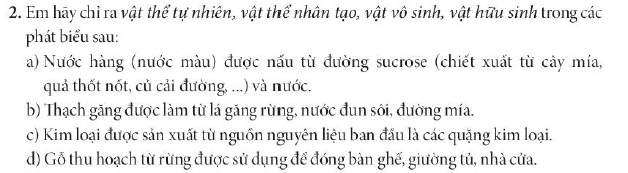 2. Em hãy chỉ ra vật thể tự nhiên, vật thể nhân tạo, vật vô sinh, vật hữu sinh trong các
phát biểu sau:
a) Nước hàng (nước màu) được nấu từ đường sucrose (chiết xuất từ cây mía,
quả thốt nốt, củ cải đường, ...) và nước.
b) Thạch găng được làm từ lá găng rừng, nước đun sôi, đường mía.
c) Kim loại được sản xuất từ nguồn nguyên liệu ban đầu là các quặng kim loại.
d) Gỗ thu hoạch từ rừng được sử dụng để đóng bàn ghế, giường tủ, nhà cửa.